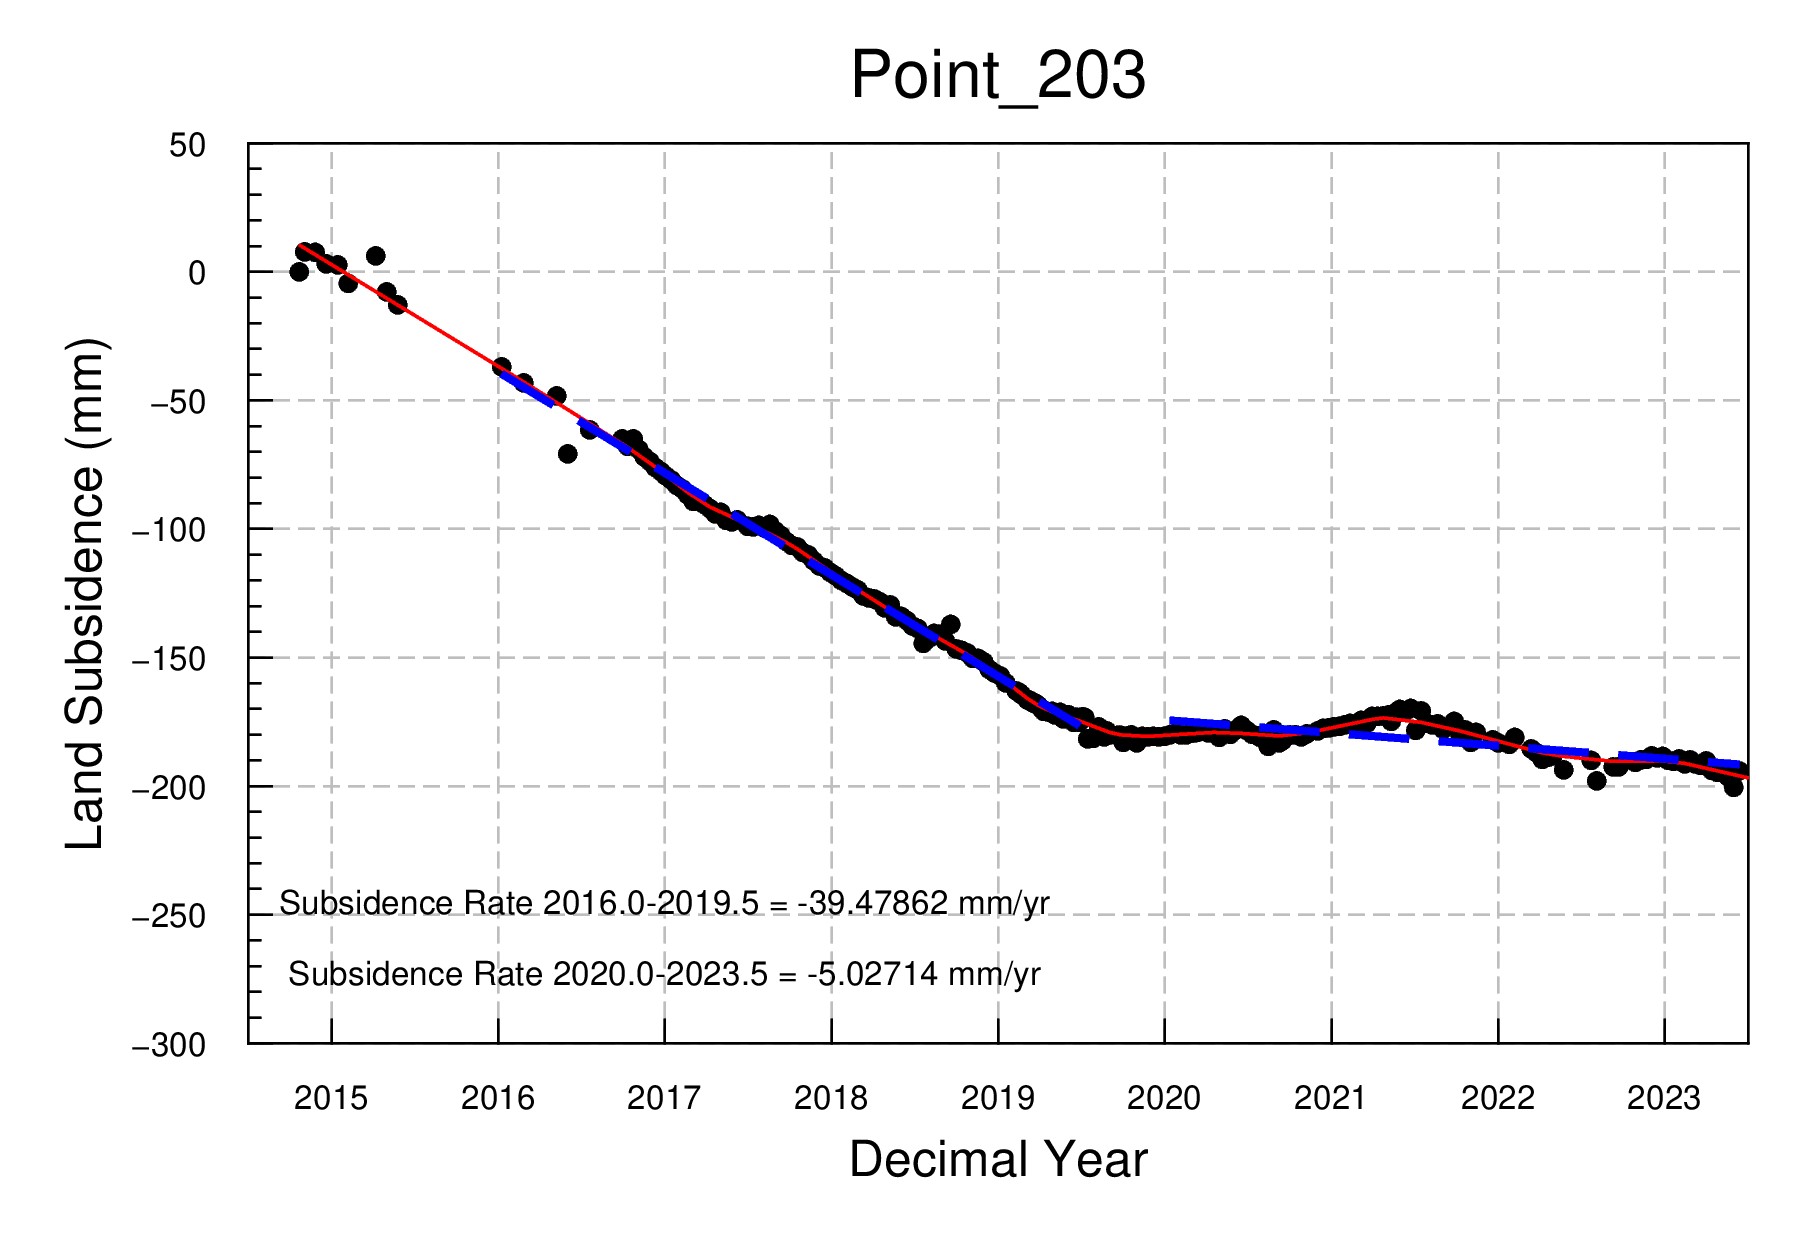 Point_203
50
0
−50
−100
−150
−200
−250
−300
Land Subsidence (mm)
Subsidence Rate 2016.0-2019.5 = -39.47862 mm/yr
Subsidence Rate 2020.0-2023.5 = -5.02714 mm/yr
2015 2016 2017 2018 2019 2020 2021 2022 2023
Decimal Year